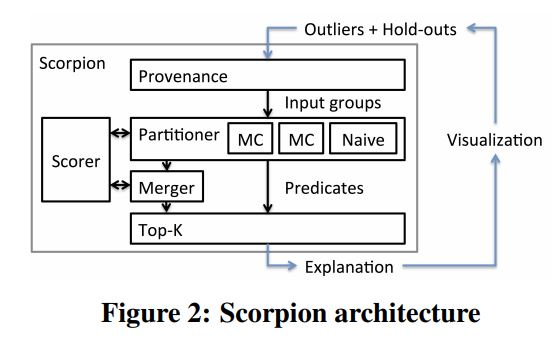 Outliers + Hold-outs
Scorpion
Provenance
Input groups
Partitioner
MC
MC
Naive
Visualization
Scorer
Merger
Predicates
Top-K
Explanation
Figure 2: Scorpion architecture